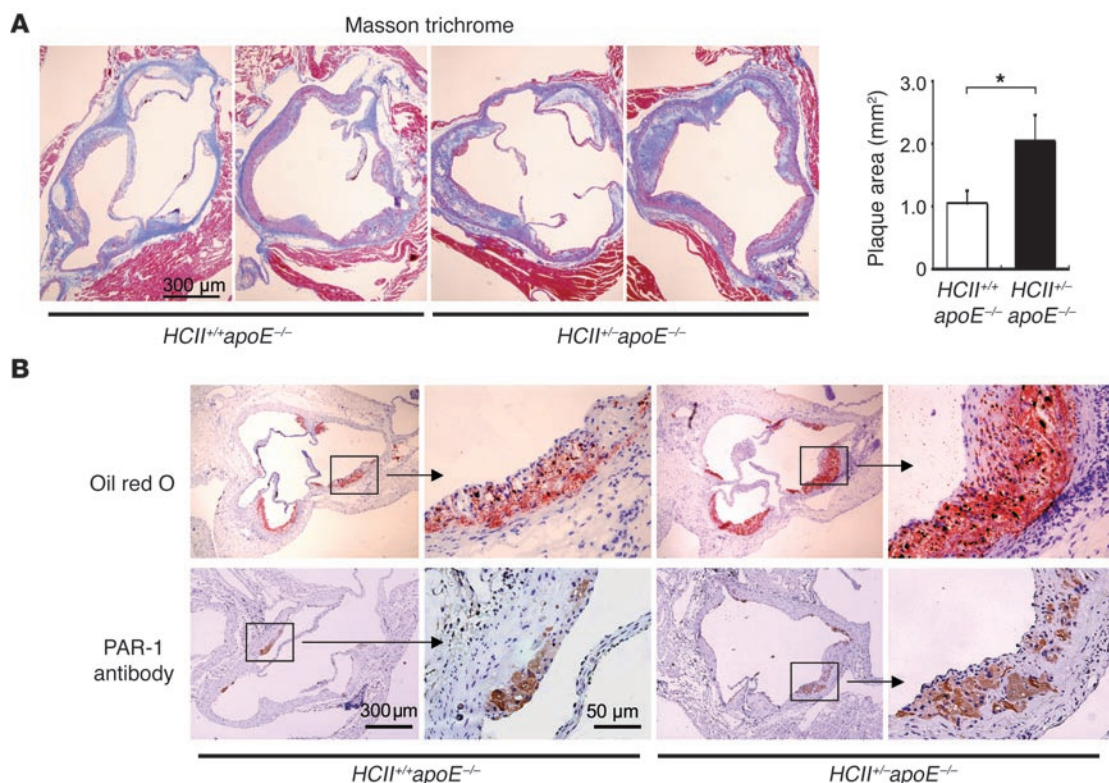 A
Masson trichrome
300 µm
HCII+/+apoE–/–
HCII+/–apoE–/–
*
3.0
2.0
1.0
0
Plaque area (mm²)
HCII+/+ HCII+/–
apoE–/– apoE–/–
B
Oil red O
PAR-1
antibody
300 µm
50 µm
HCII+/+apoE–/–
HCII+/–apoE–/–